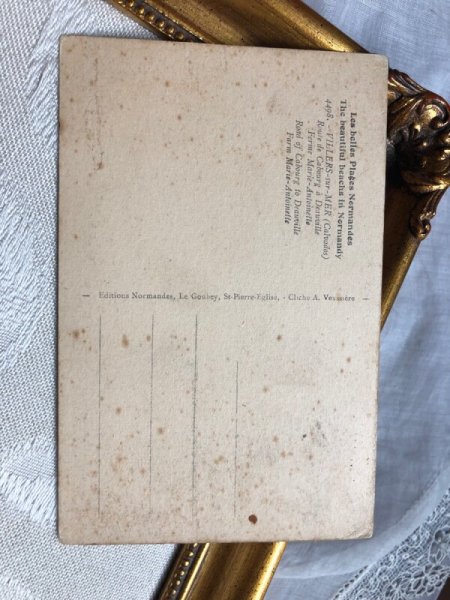 Les belles Plages Normandes
The beautiful beachs in Normandy
4498. - VILLERS-sur-MER (Calvados)
Route de Cabourg à Deauville
Ferme Marie-Antoinette
Raod of Cabourg to Deauville
Farm Marie-Antoinette
— Editions Normandes, Le Goubey, St-Pierre-Eglise, - Cliché A. Veyssière —